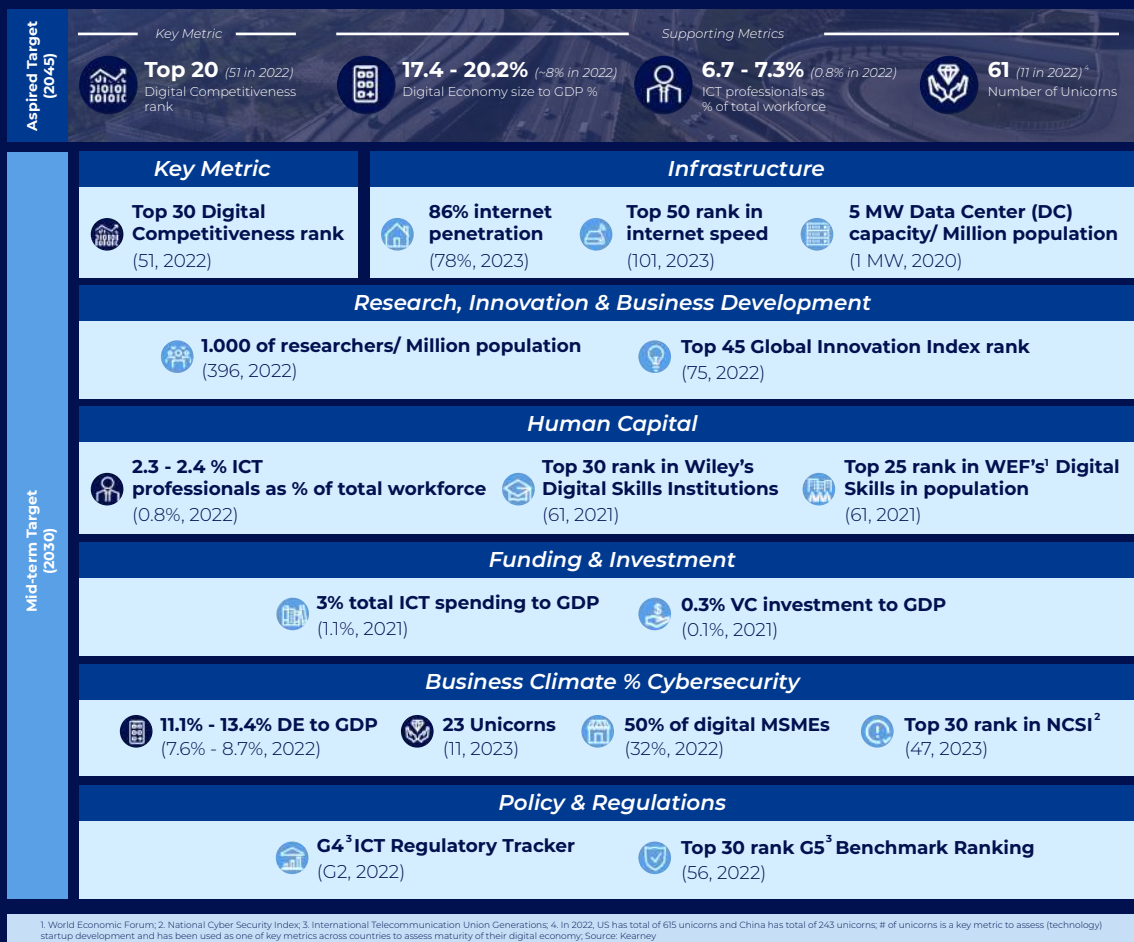 Aspired Target
(2045)
Key Metric
Supporting Metrics
Top 20 (51 in 2022)
Digital Competitiveness
rank
17.4 - 20.2% (~8% in 2022)
Digital Economy size to GDP %
6.7 - 7.3% (0.8% in 2022)
ICT professionals as
% of total workforce
61 (11 in 2022) 4
Number of Unicorns
Mid-term Target
(2030)
Key Metric
Top 30 Digital
Competitiveness rank
(51, 2022)
Infrastructure
86% internet
penetration
(78%, 2023)
Top 50 rank in
internet speed
(101, 2023)
5 MW Data Center (DC)
capacity/ Million population
(1 MW, 2020)
Research, Innovation & Business Development
1.000 of researchers/ Million population
(396, 2022)
Top 45 Global Innovation Index rank
(75, 2022)
Human Capital
2.3 - 2.4 % ICT
professionals as % of total workforce
(0.8%, 2022)
Top 30 rank in Wiley's
Digital Skills Institutions
(61, 2021)
Top 25 rank in WEF's1 Digital
Skills in population
(61, 2021)
Funding & Investment
3% total ICT spending to GDP
(1.1%, 2021)
0.3% VC investment to GDP
(0.1%, 2021)
Business Climate % Cybersecurity
11.1% - 13.4% DE to GDP
(7.6% - 8.7%, 2022)
23 Unicorns
(11, 2023)
50% of digital MSMEs
(32%, 2022)
Top 30 rank in NCSI2
(47, 2023)
Policy & Regulations
G4 3 ICT Regulatory Tracker
(G2, 2022)
Top 30 rank G5 3 Benchmark Ranking
(56, 2022)
1. World Economic Forum; 2. National Cyber Security Index; 3. International Telecommunication Union Generations; 4. In 2022, US has total of 615 unicorns and China has total of 243 unicorns; # of unicorns is a key metric to assess (technology)
startup development and has been used as one of key metrics across countries to assess maturity of their digital economy; Source: Kearney